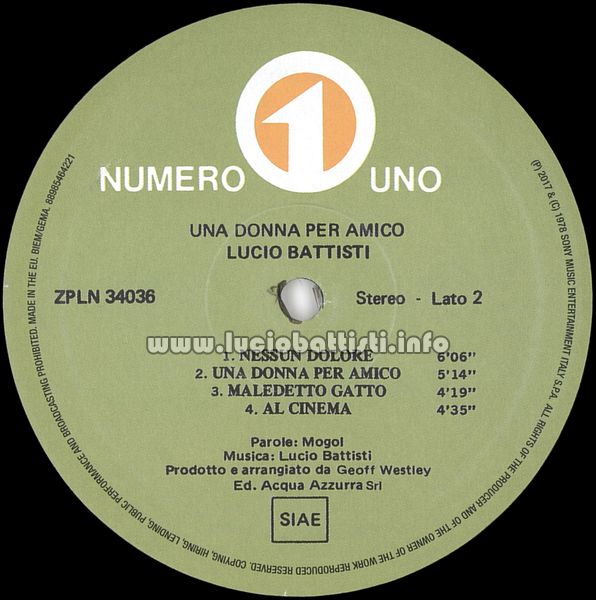 1
NUMERO UNO
UNA DONNA PER AMICO
LUCIO BATTISTI
ZPLN 34036
Stereo - Lato 2
www.luciobattisti.info
1. NESSUN DOLORE 6'06"
2. UNA DONNA PER AMICO 5'14"
3. MALEDETTO GATTO 4'19"
4. AL CINEMA 4'35"
Parole: Mogol
Musica: Lucio Battisti
Prodotto e arrangiato da Geoff Westley
Ed. Acqua Azzurra Srl
SIAE
(P) 2017 & (C) 1978 SONY MUSIC ENTERTAINMENT ITALY S.P.A. ALL RIGHTS OF THE PRODUCER AND OF THE OWNER OF THE WORK REPRODUCED RESERVED. COPYING, HIRING, LENDING, PUBLIC PERFORMANCE AND BROADCASTING PROHIBITED. MADE IN THE EU. BIEM/GEMA. 88985464221